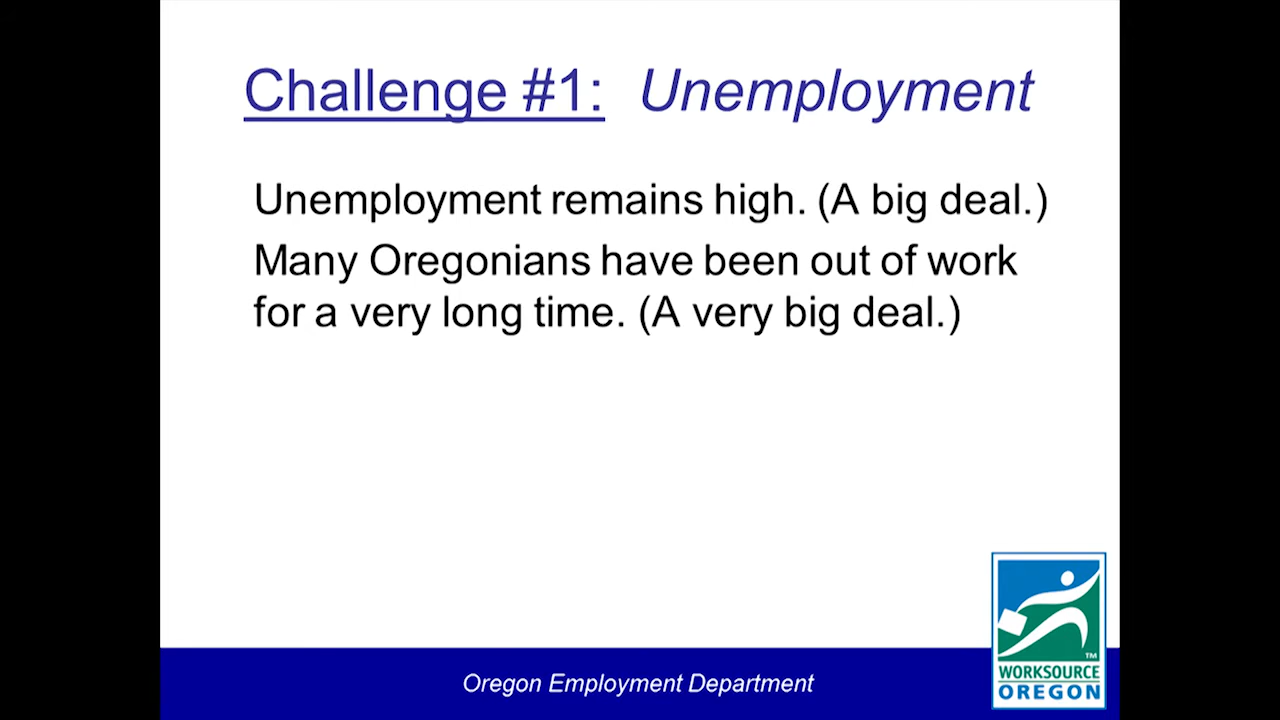 Challenge #1: Unemployment
Unemployment remains high. (A big deal.)
Many Oregonians have been out of work
for a very long time. (A very big deal.)
TM
WORKSOURCE
OREGON
Oregon Employment Department